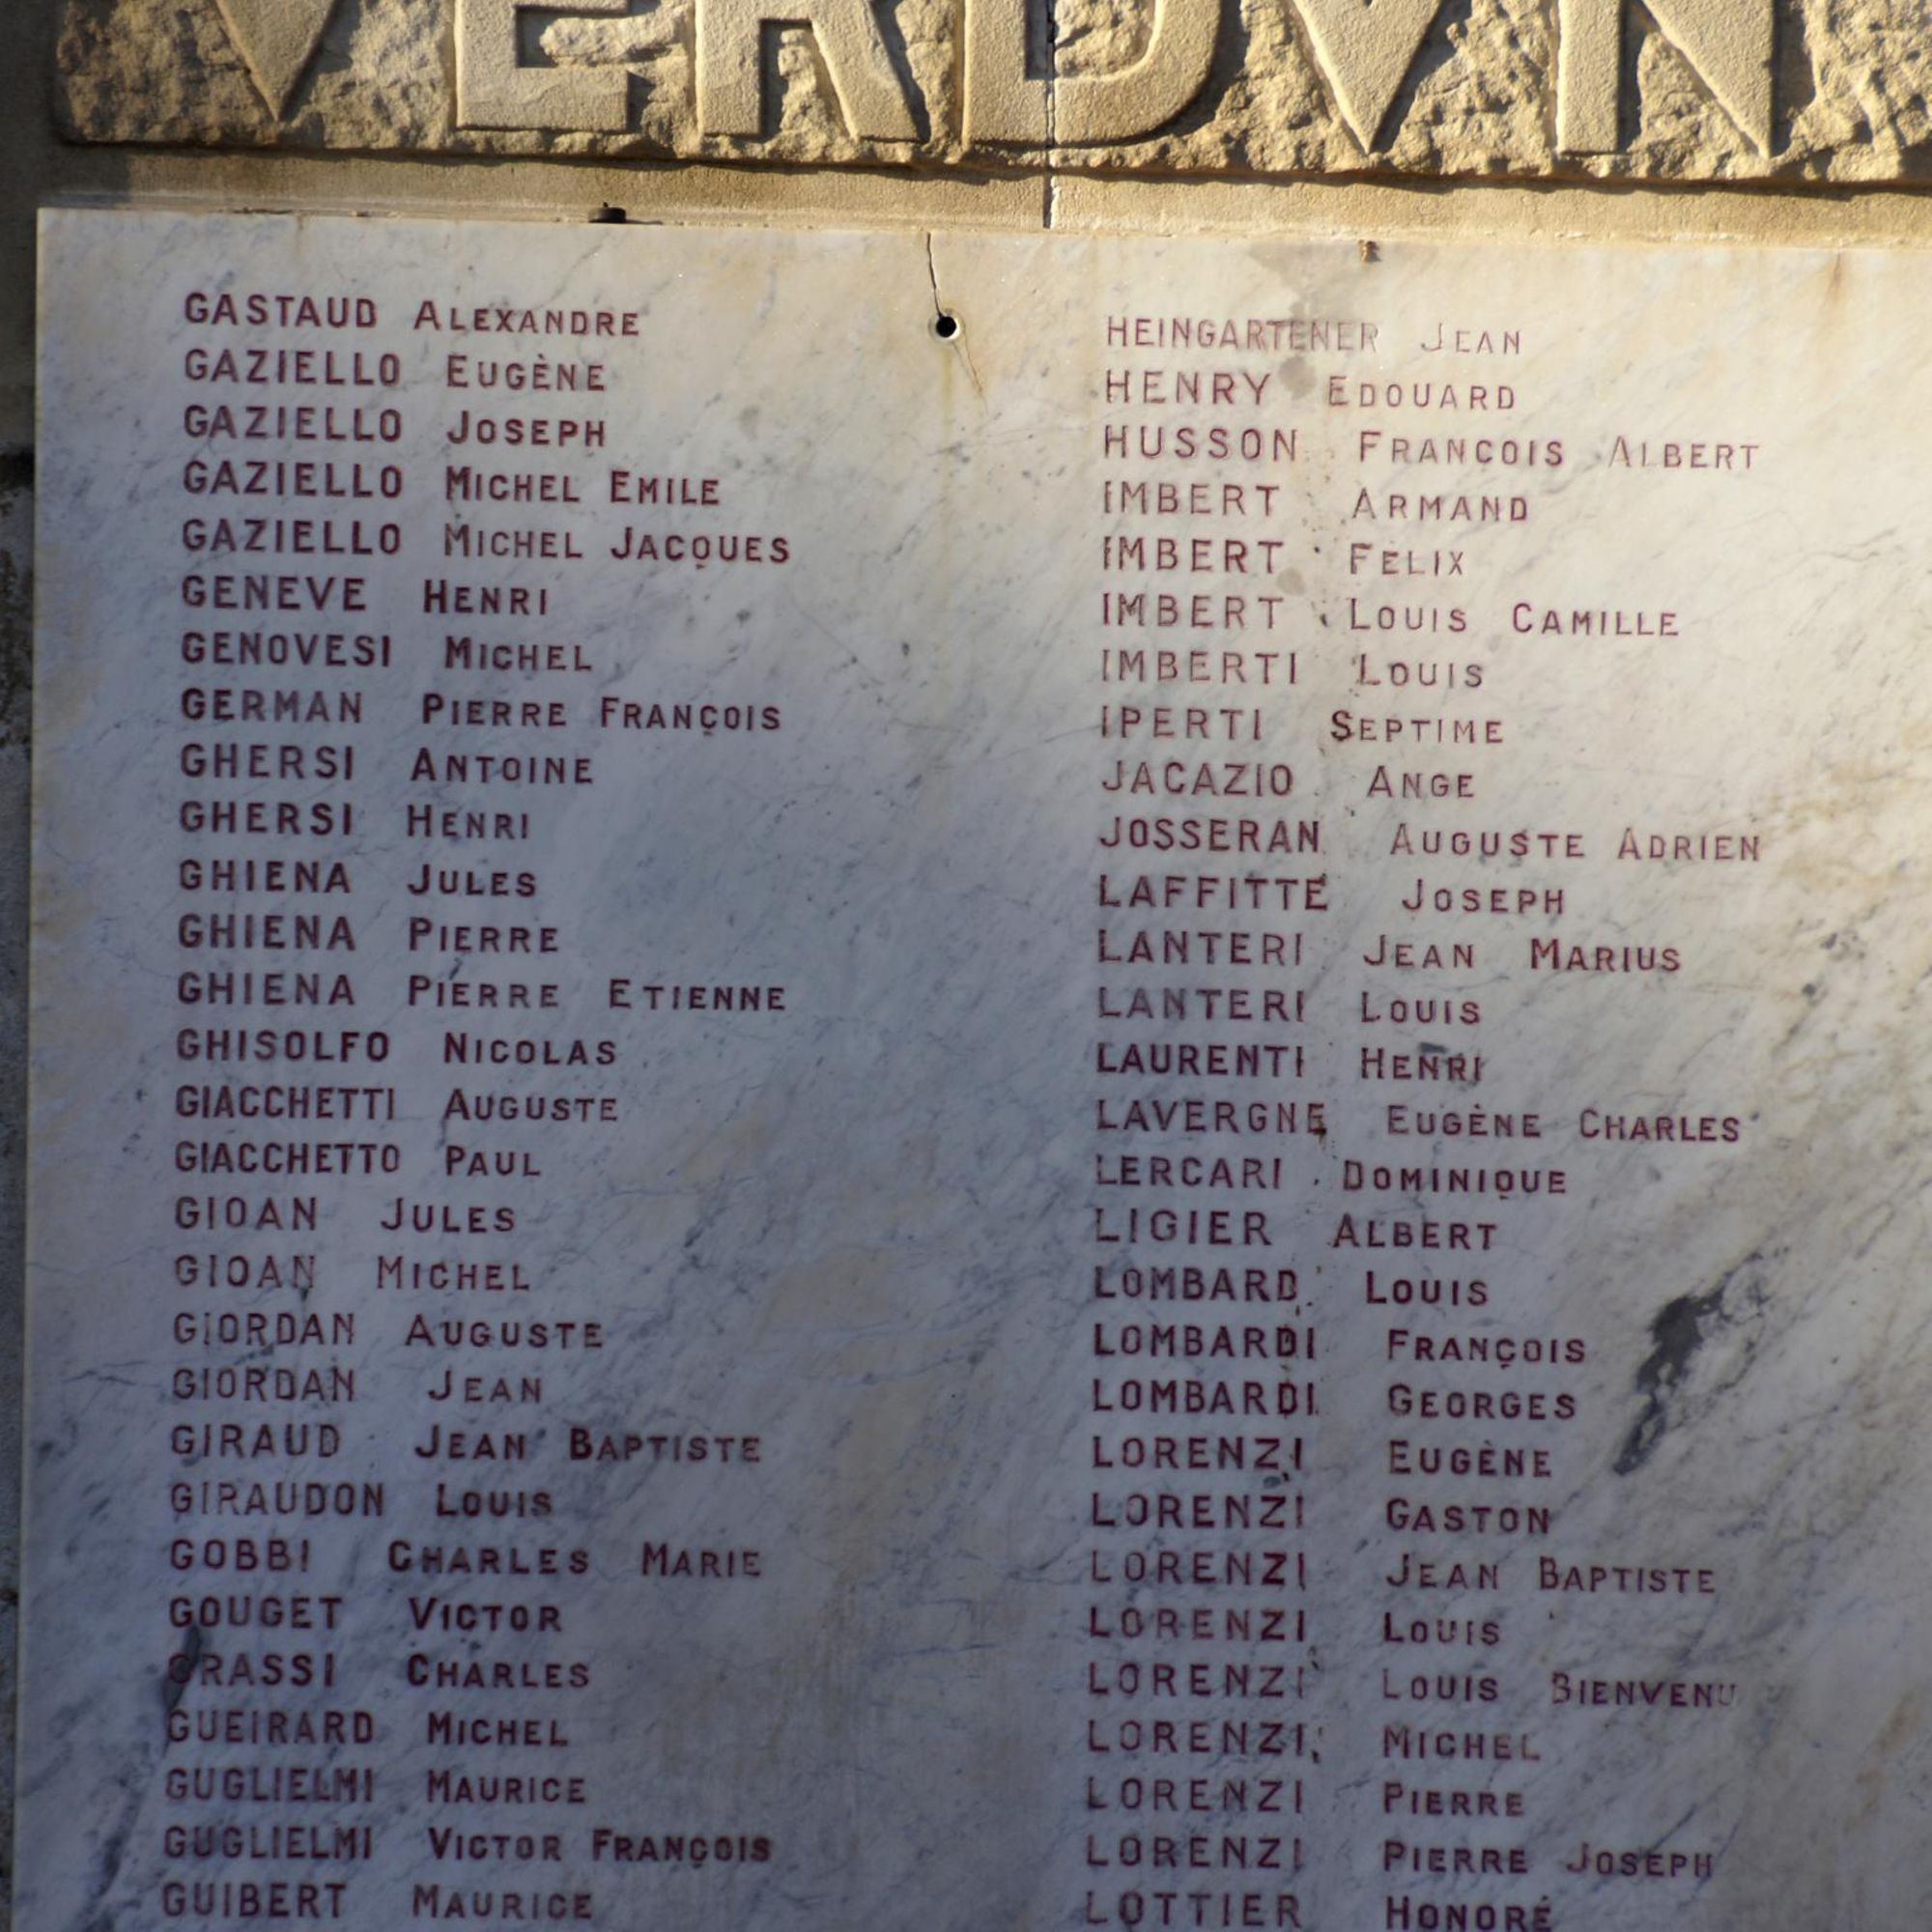 VERDVN
GASTAUD ALEXANDRE
GAZIELLO EUGÈNE
GAZIELLO JOSEPH
GAZIELLO MICHEL EMILE
GAZIELLO MICHEL JACQUES
GENEVE HENRI
GENOVESI MICHEL
GERMAN PIERRE FRANÇOIS
GHERSI ANTOINE
GHERSI HENRI
GHIENA JULES
GHIENA PIERRE
GHIENA PIERRE ETIENNE
GHISOLFO NICOLAS
GIACCHETTI AUGUSTE
GIACCHETTO PAUL
GIOAN JULES
GIOAN MICHEL
GIORDAN AUGUSTE
GIORDAN JEAN
GIRAUD JEAN BAPTISTE
GIRAUDON LOUIS
GOBBI CHARLES MARIE
GOUGET VICTOR
GRASSI CHARLES
GUEIRARD MICHEL
GUGLIELMI MAURICE
GUGLIELMI VICTOR FRANÇOIS
GUIBERT MAURICE
HEINGARTENER JEAN
HENRY EDOUARD
HUSSON FRANCOIS ALBERT
IMBERT ARMAND
IMBERT FELIX
IMBERT LOUIS CAMILLE
IMBERTI LOUIS
IPERTI SEPTIME
JACAZIO ANGE
JOSSERAN AUGUSTE ADRIEN
LAFFITTE JOSEPH
LANTERI JEAN MARIUS
LANTERI LOUIS
LAURENTI HENRI
LAVERGNE EUGÈNE CHARLES
LERCARI DOMINIQUE
LIGIER ALBERT
LOMBARD LOUIS
LOMBARDI FRANÇOIS
LOMBARDI GEORGES
LORENZI EUGÈNE
LORENZI GASTON
LORENZI JEAN BAPTISTE
LORENZI LOUIS
LORENZI LOUIS BIENVENU
LORENZI MICHEL
LORENZI PIERRE
LORENZI PIERRE JOSEPH
LOTTIER HONORÉ